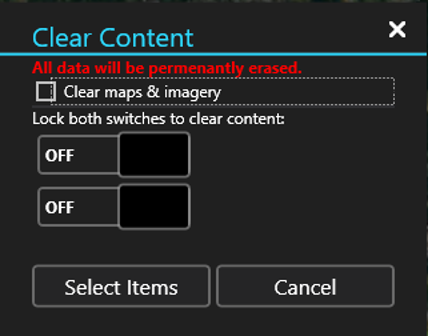 Clear Content
All data will be permenantly erased.
Clear maps & imagery
Lock both switches to clear content:
OFF
OFF
Select Items
Cancel